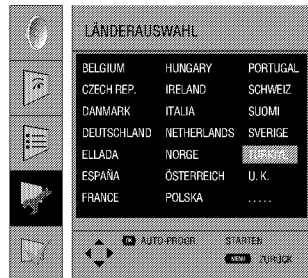 LÄNDERAUSWAHL
BELGIUM HUNGARY PORTUGAL
CZECH REP. IRELAND SCHWEIZ
DANMARK ITALIA SUOMI
DEUTSCHLAND NETHERLANDS SVERIGE
ELLADA NORGE TÜRKIYE
ESPAÑA ÖSTERREICH U. K.
FRANCE POLSKA .....
OK AUTO-PROGR. STARTEN
MENU ZURÜCK